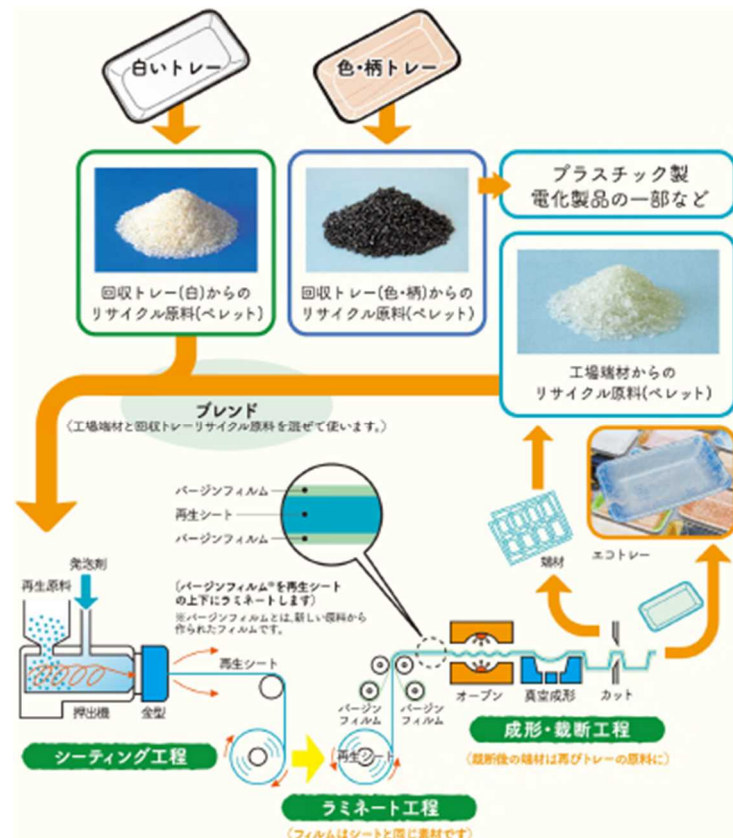 白いトレー
色・柄トレー
回収トレー(白)からの
リサイクル原料(ペレット)
回収トレー(色・柄)からの
リサイクル原料(ペレット)
プラスチック製
電化製品の一部など
工場端材からの
リサイクル原料(ペレット)
ブレンド
(工場端材と回収トレーリサイクル原料を混ぜて使います。)
バージンフィルム
再生シート
バージンフィルム
端材
エコトレー
発泡剤
再生原料
(バージンフィルム※を再生シート
の上下にラミネートします)
※バージンフィルムとは、新しい原料から
作られたフィルムです。
再生シート
押出機
金型
バージン
フィルム
バージン
フィルム
オーブン
真空成形
カット
シーティング工程
再生シート
成形・裁断工程
(裁断後の端材は再びトレーの原料に)
ラミネート工程
(フィルムはシートと同じ素材です)